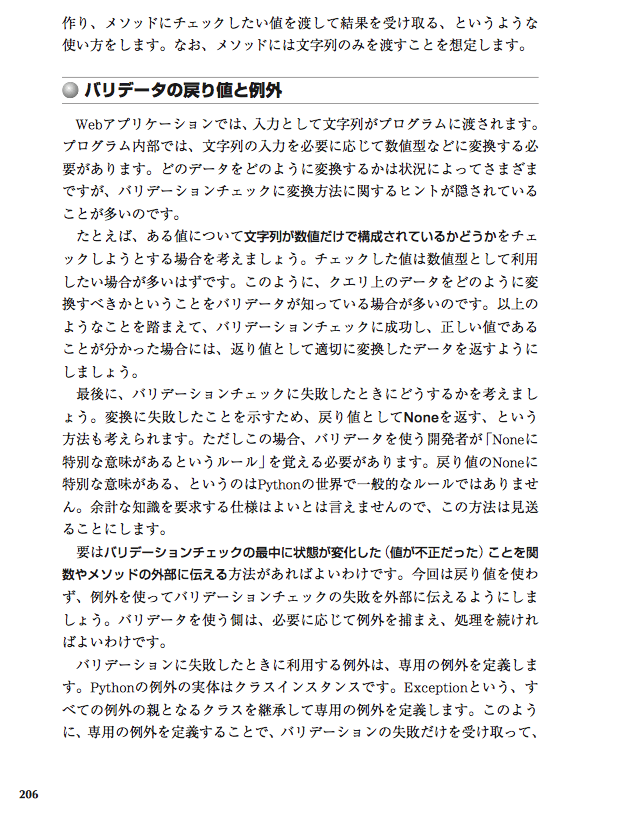 作り、メソッドにチェックしたい値を渡して結果を受け取る、というような
使い方をします。なお、メソッドには文字列のみを渡すことを想定します。
バリデータの戻り値と例外
Webアプリケーションでは、入力として文字列がプログラムに渡されます。
プログラム内部では、文字列の入力を必要に応じて数値型などに変換する必
要があります。どのデータをどのように変換するかは状況によってさまざま
ですが、バリデーションチェックに変換方法に関するヒントが隠されている
ことが多いのです。
たとえば、ある値について文字列が数値だけで構成されているかどうかをチェ
ックしようとする場合を考えましょう。チェックした値は数値型として利用
したい場合が多いはずです。このように、クエリ上のデータをどのように変
換すべきかということをバリデータが知っている場合が多いのです。以上の
ようなことを踏まえて、バリデーションチェックに成功し、正しい値である
ことが分かった場合には、返り値として適切に変換したデータを返すように
しましょう。
最後に、バリデーションチェックに失敗したときにどうするかを考えまし
ょう。変換に失敗したことを示すため、戻り値としてNoneを返す、という
方法も考えられます。ただしこの場合、バリデータを使う開発者が「Noneに
特別な意味があるというルール」を覚える必要があります。戻り値のNoneに
特別な意味がある、というのはPythonの世界で一般的なルールではありませ
ん。余計な知識を要求する仕様はよいとは言えませんので、この方法は見送
ることにします。
要はバリデーションチェックの最中に状態が変化した（値が不正だった）ことを関
数やメソッドの外部に伝える方法があればよいわけです。今回は戻り値を使わ
ず、例外を使ってバリデーションチェックの失敗を外部に伝えるようにしま
しょう。バリデータを使う側は、必要に応じて例外を捕まえ、処理を続けれ
ばよいわけです。
バリデーションに失敗したときに利用する例外は、専用の例外を定義しま
す。Pythonの例外の実体はクラスインスタンスです。Exceptionという、す
べての例外の親となるクラスを継承して専用の例外を定義します。このよう
に、専用の例外を定義することで、バリデーションの失敗だけを受け取って、
206